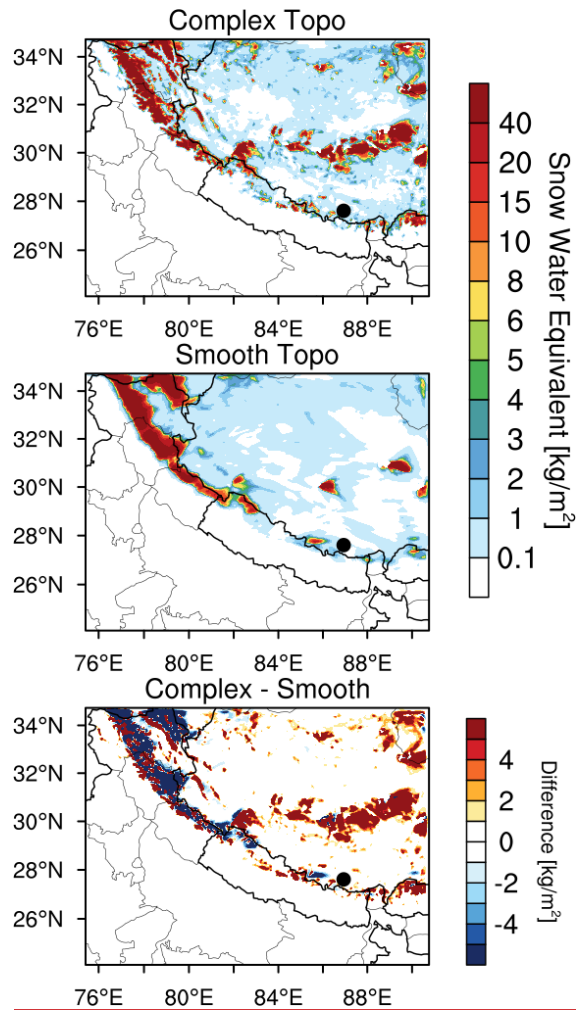 Complex Topo
34°N
32°N
30°N
28°N
26°N
76°E 80°E 84°E 88°E
Smooth Topo
34°N
32°N
30°N
28°N
26°N
76°E 80°E 84°E 88°E
Complex - Smooth
34°N
32°N
30°N
28°N
26°N
76°E 80°E 84°E 88°E
40
20
15
10
8
6
5
4
3
2
1
0.1
Snow Water Equivalent [kg/m²]
4
2
0
-2
-4
Difference [kg/m²]